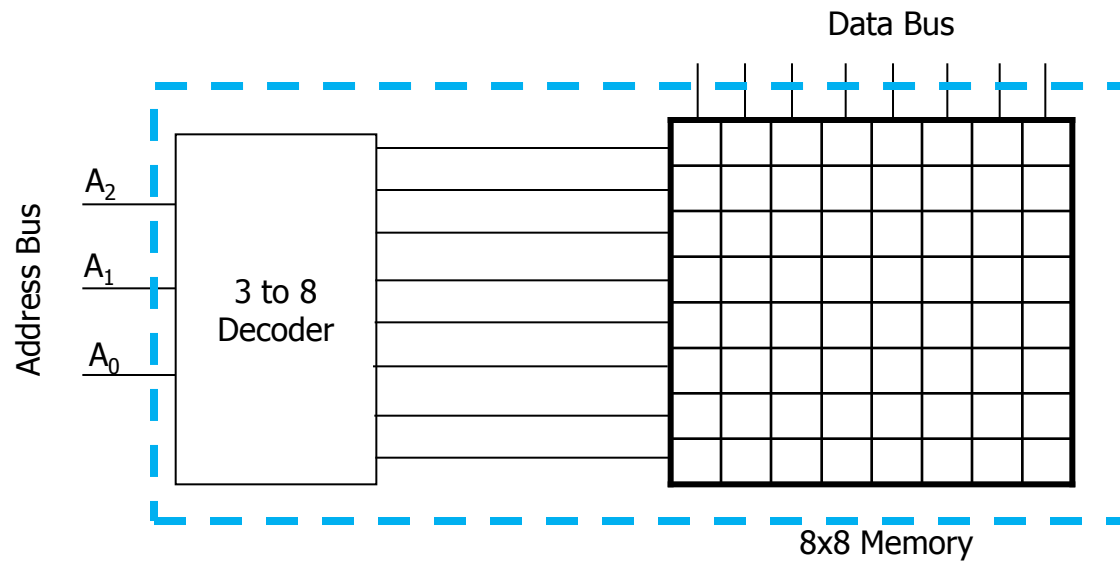 Data Bus
Address Bus
A₂
A₁
A₀
3 to 8
Decoder
8x8 Memory